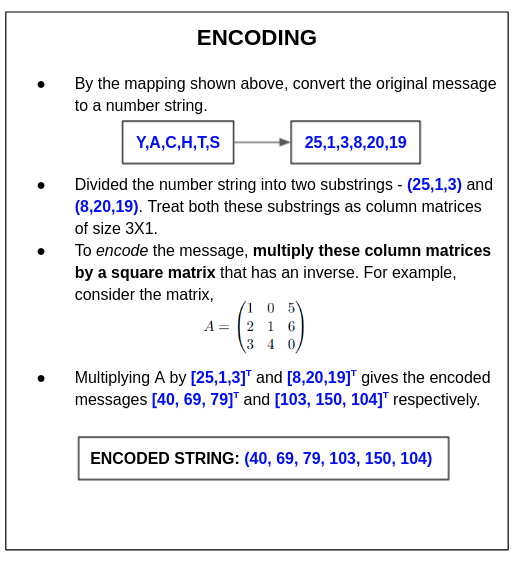 ENCODING
● By the mapping shown above, convert the original message
to a number string.
Y,A,C,H,T,S 25,1,3,8,20,19
● Divided the number string into two substrings - (25,1,3) and
(8,20,19). Treat both these substrings as column matrices
of size 3X1.
● To encode the message, multiply these column matrices
by a square matrix that has an inverse. For example,
consider the matrix,
1 0 5
A = 2 1 6
3 4 0
● Multiplying A by [25,1,3]ᵀ and [8,20,19]ᵀ gives the encoded
messages [40, 69, 79]ᵀ and [103, 150, 104]ᵀ respectively.
ENCODED STRING: (40, 69, 79, 103, 150, 104)